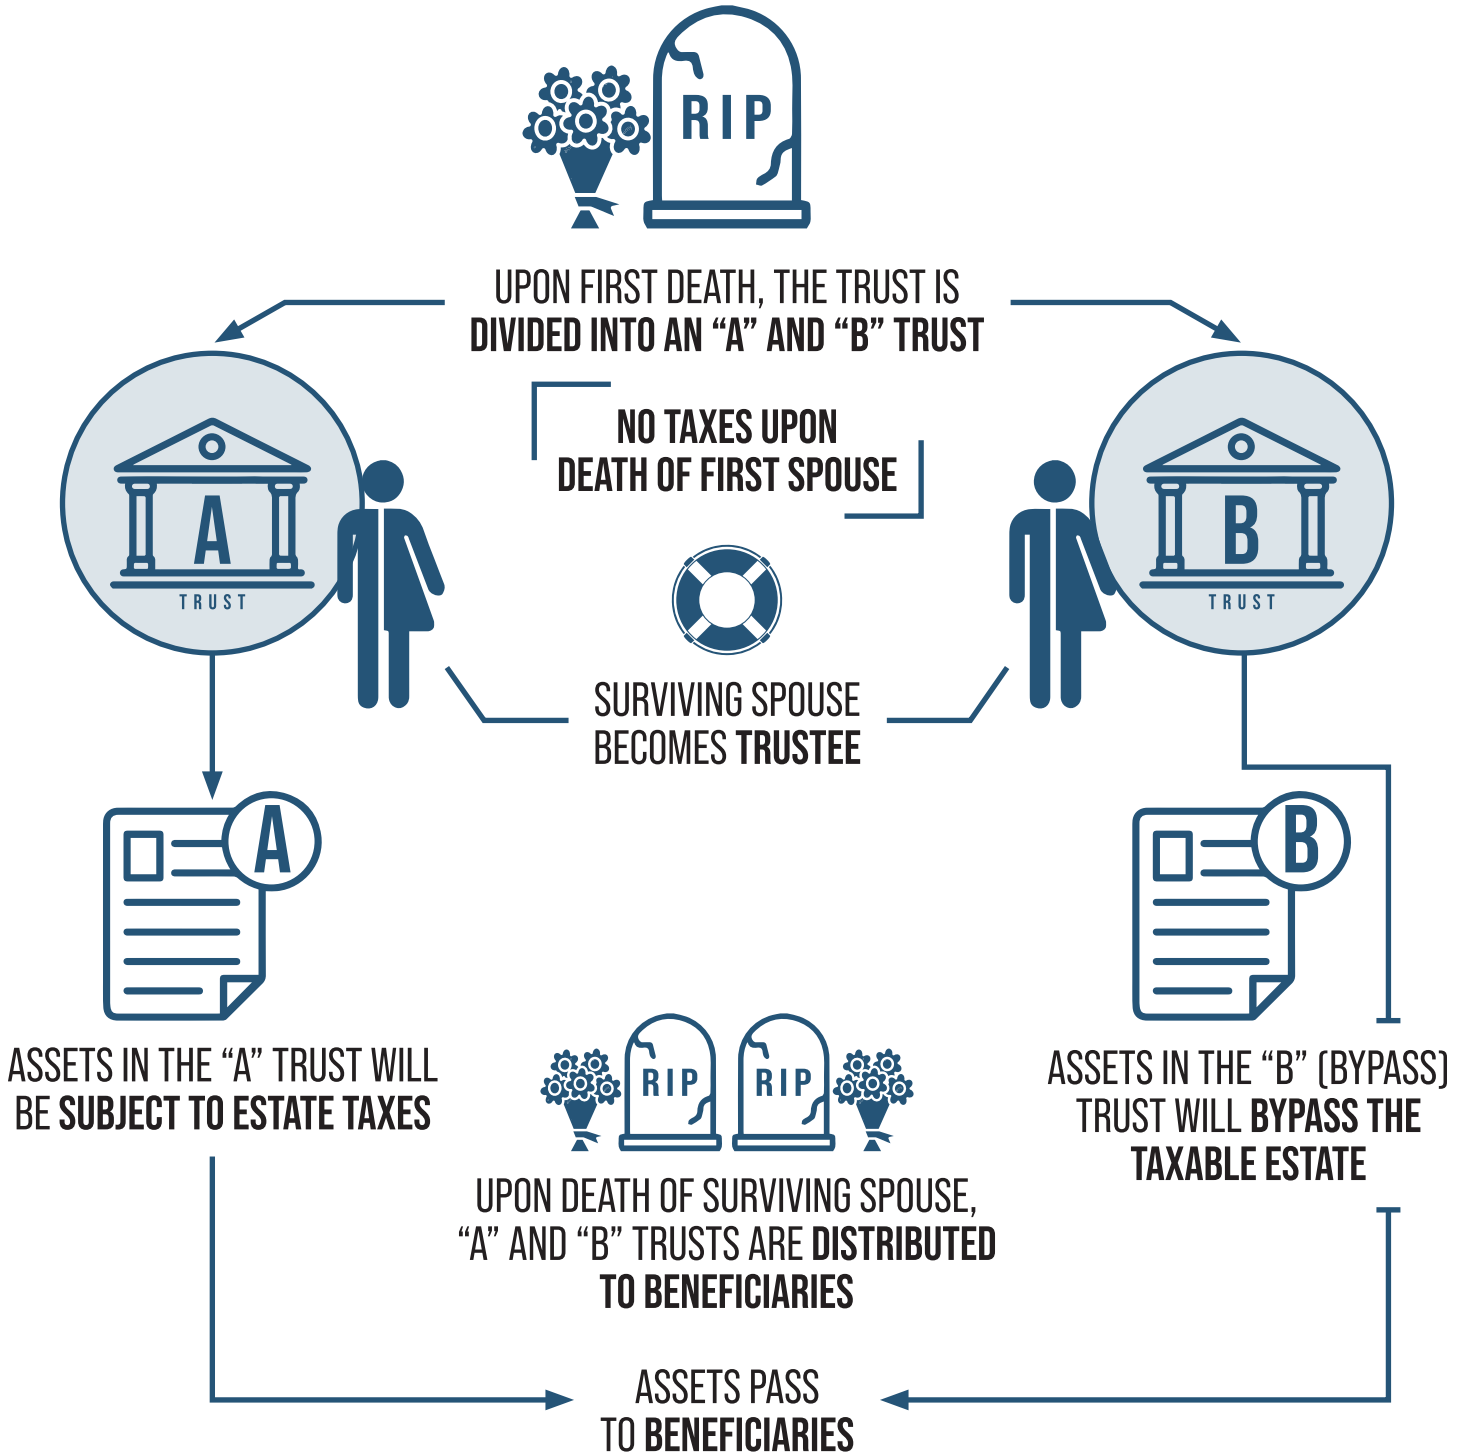 RIP
UPON FIRST DEATH, THE TRUST IS
DIVIDED INTO AN “A” AND “B” TRUST
NO TAXES UPON
DEATH OF FIRST SPOUSE
A
TRUST
B
TRUST
SURVIVING SPOUSE
BECOMES TRUSTEE
A
B
ASSETS IN THE “A” TRUST WILL
BE SUBJECT TO ESTATE TAXES
ASSETS IN THE “B” (BYPASS)
TRUST WILL BYPASS THE
TAXABLE ESTATE
RIP
RIP
UPON DEATH OF SURVIVING SPOUSE,
“A” AND “B” TRUSTS ARE DISTRIBUTED
TO BENEFICIARIES
ASSETS PASS
TO BENEFICIARIES